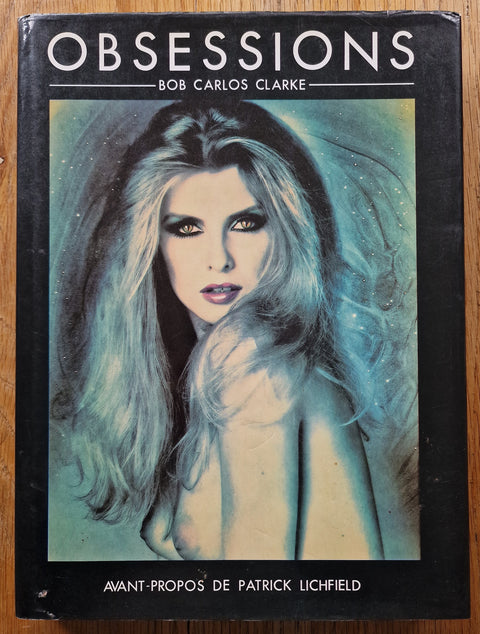 OBSESSIONS
BOB CARLOS CLARKE
AVANT-PROPOS DE PATRICK LICHFIELD